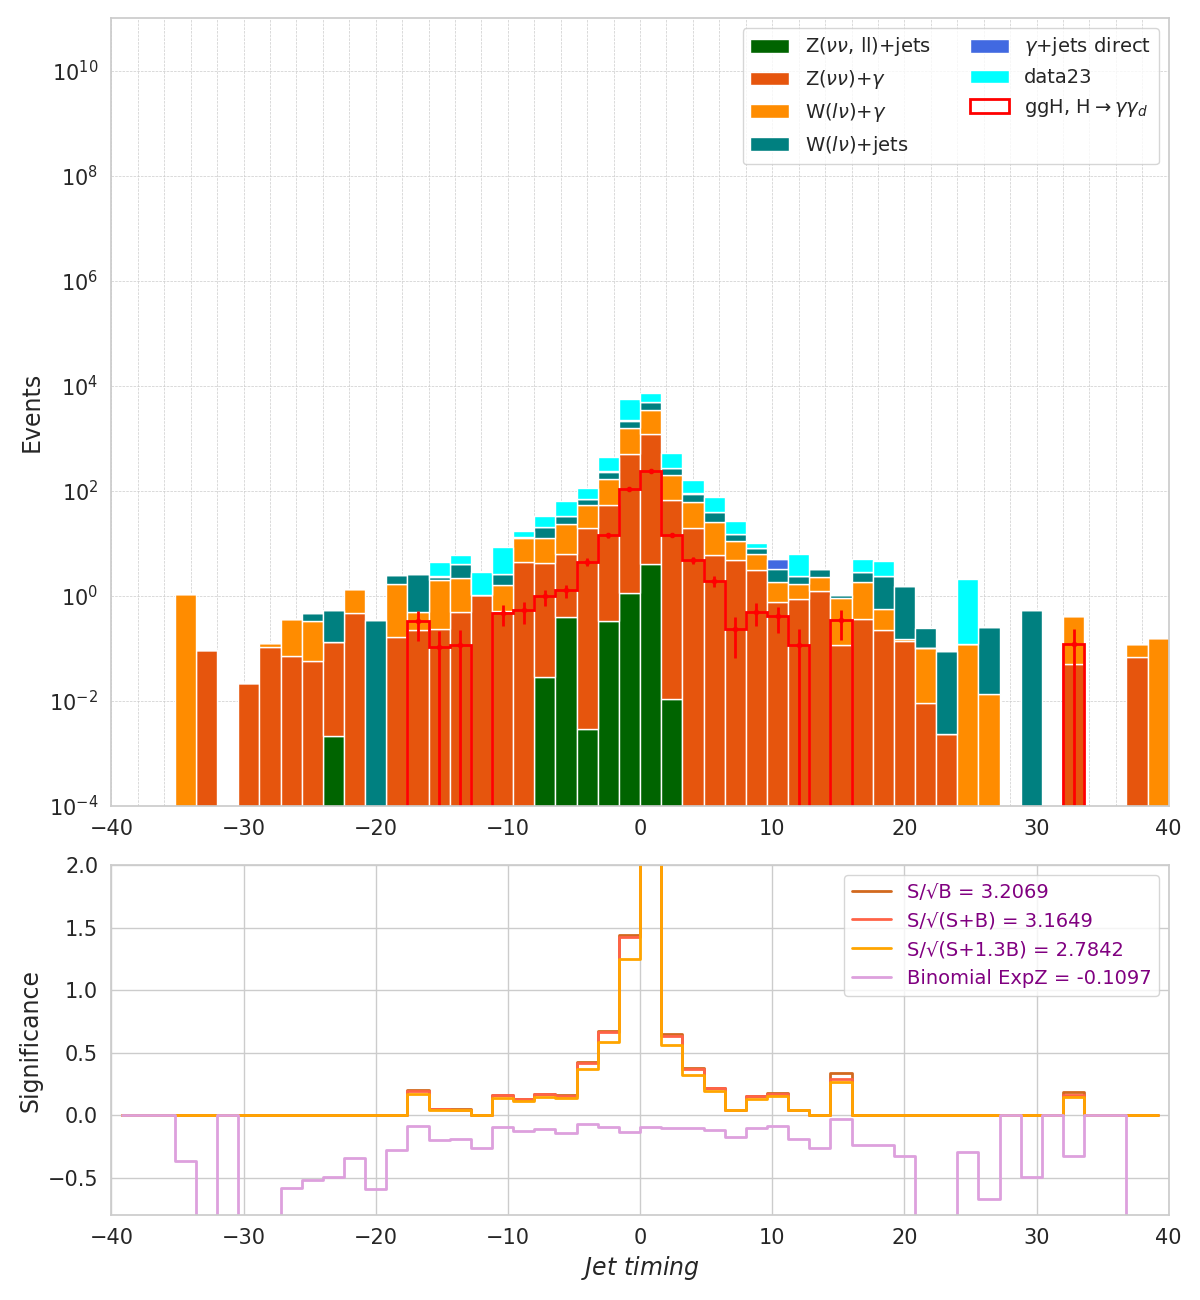 Z(νν, ll)+jets
Z(νν)+γ
W(lν)+γ
W(lν)+jets
γ+jets direct
data23
ggH, H→γγ_d
10^10
10^8
10^6
10^4
10^2
10^0
10^−2
10^−4
Events
−40 −30 −20 −10 0 10 20 30 40
S/√B = 3.2069
S/√(S+B) = 3.1649
S/√(S+1.3B) = 2.7842
Binomial ExpZ = -0.1097
2.0
1.5
1.0
0.5
0.0
−0.5
Significance
−40 −30 −20 −10 0 10 20 30 40
Jet timing